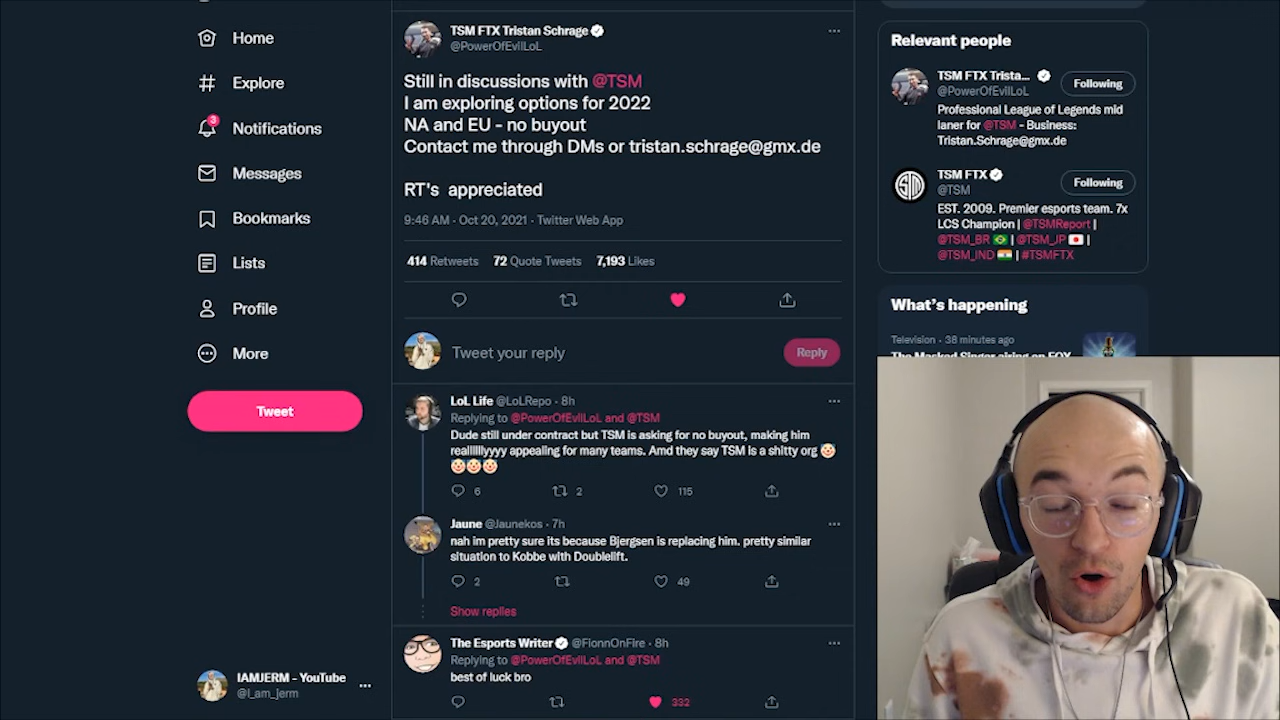 Home
Explore
3
Notifications
Messages
Bookmarks
Lists
Profile
More
Tweet
IAMJERM - YouTube
@I_am_jerm
TSM FTX Tristan Schrage
@PowerOfEvilLoL
Still in discussions with @TSM
I am exploring options for 2022
NA and EU - no buyout
Contact me through DMs or tristan.schrage@gmx.de
RT's appreciated
9:46 AM · Oct 20, 2021 · Twitter Web App
414 Retweets 72 Quote Tweets 7,193 Likes
Tweet your reply
Reply
LoL Life @LoLRepo · 8h
Replying to @PowerOfEvilLoL and @TSM
Dude still under contract but TSM is asking for no buyout, making him
reallllllyyyy appealing for many teams. Amd they say TSM is a shitty org 🤡
🤡🤡🤡
6 2 115
Jaune @Jaunekos · 7h
nah im pretty sure its because Bjergsen is replacing him. pretty similar
situation to Kobbe with Doublelift.
2 49
Show replies
The Esports Writer @FionnOnFire · 8h
Replying to @PowerOfEvilLoL and @TSM
best of luck bro
332
Relevant people
TSM FTX Trista...
@PowerOfEvilLoL
Following
Professional League of Legends mid
laner for @TSM - Business:
Tristan.Schrage@gmx.de
TSM FTX
@TSM
Following
EST. 2009. Premier esports team. 7x
LCS Champion | @TSMReport |
@TSM_BR 🇧🇷 | @TSM_JP 🇯🇵 |
@TSM_IND 🇮🇳 | #TSMFTX
What's happening
Television · 38 minutes ago
The Masked Singer airing on FOX